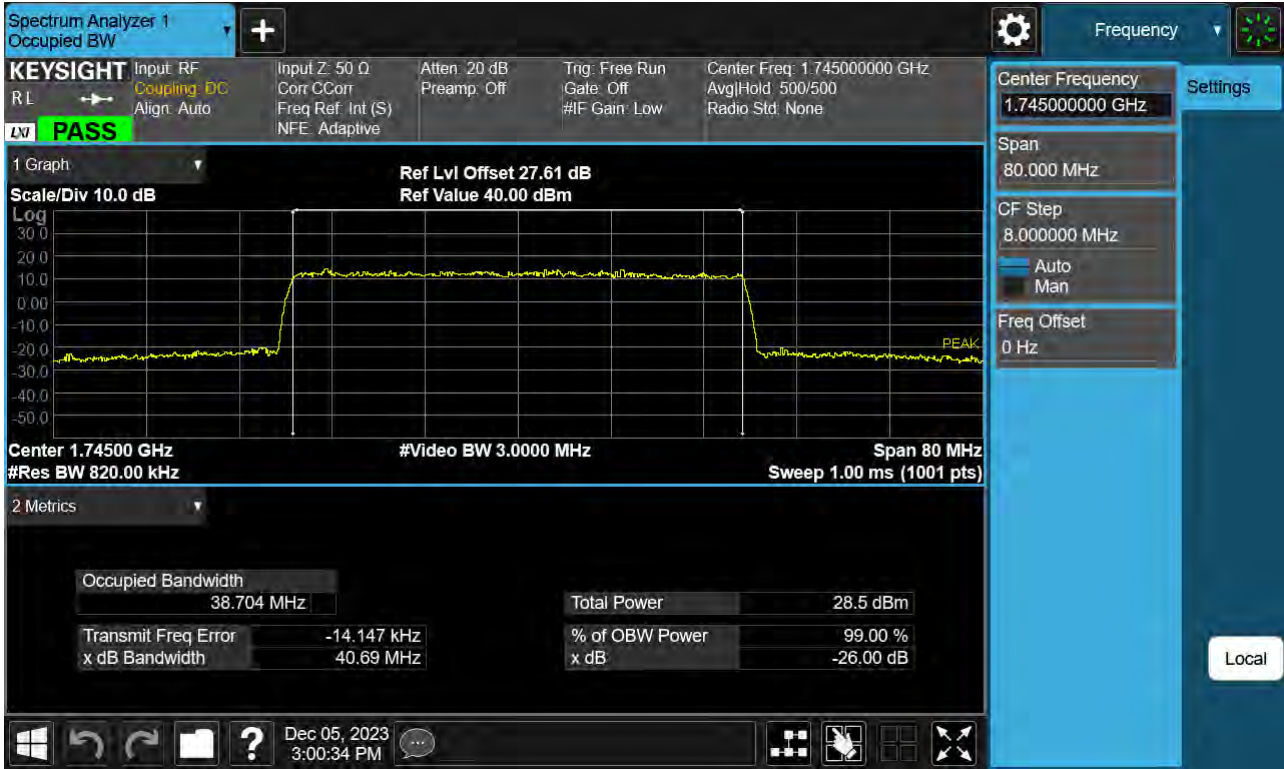 Spectrum Analyzer 1
Occupied BW
Frequency
KEYSIGHT
RL
LXI
PASS
Input: RF
Coupling: DC
Align: Auto
Input Z: 50 Ω
Corr CCorr
Freq Ref: Int (S)
NFE: Adaptive
Atten: 20 dB
Preamp: Off
Trig: Free Run
Gate: Off
#IF Gain: Low
Center Freq: 1.745000000 GHz
Avg|Hold: 500/500
Radio Std: None
1 Graph
Scale/Div 10.0 dB
Ref Lvl Offset 27.61 dB
Ref Value 40.00 dBm
Log
30.0
20.0
10.0
0.00
-10.0
-20.0
-30.0
-40.0
-50.0
PEAK
Center 1.74500 GHz
#Video BW 3.0000 MHz
Span 80 MHz
#Res BW 820.00 kHz
Sweep 1.00 ms (1001 pts)
2 Metrics
Occupied Bandwidth
38.704 MHz
Transmit Freq Error -14.147 kHz
x dB Bandwidth 40.69 MHz
Total Power 28.5 dBm
% of OBW Power 99.00 %
x dB -26.00 dB
Dec 05, 2023
3:00:34 PM
Center Frequency
1.745000000 GHz
Span
80.000 MHz
CF Step
8.000000 MHz
Auto
Man
Freq Offset
0 Hz
Settings
Local